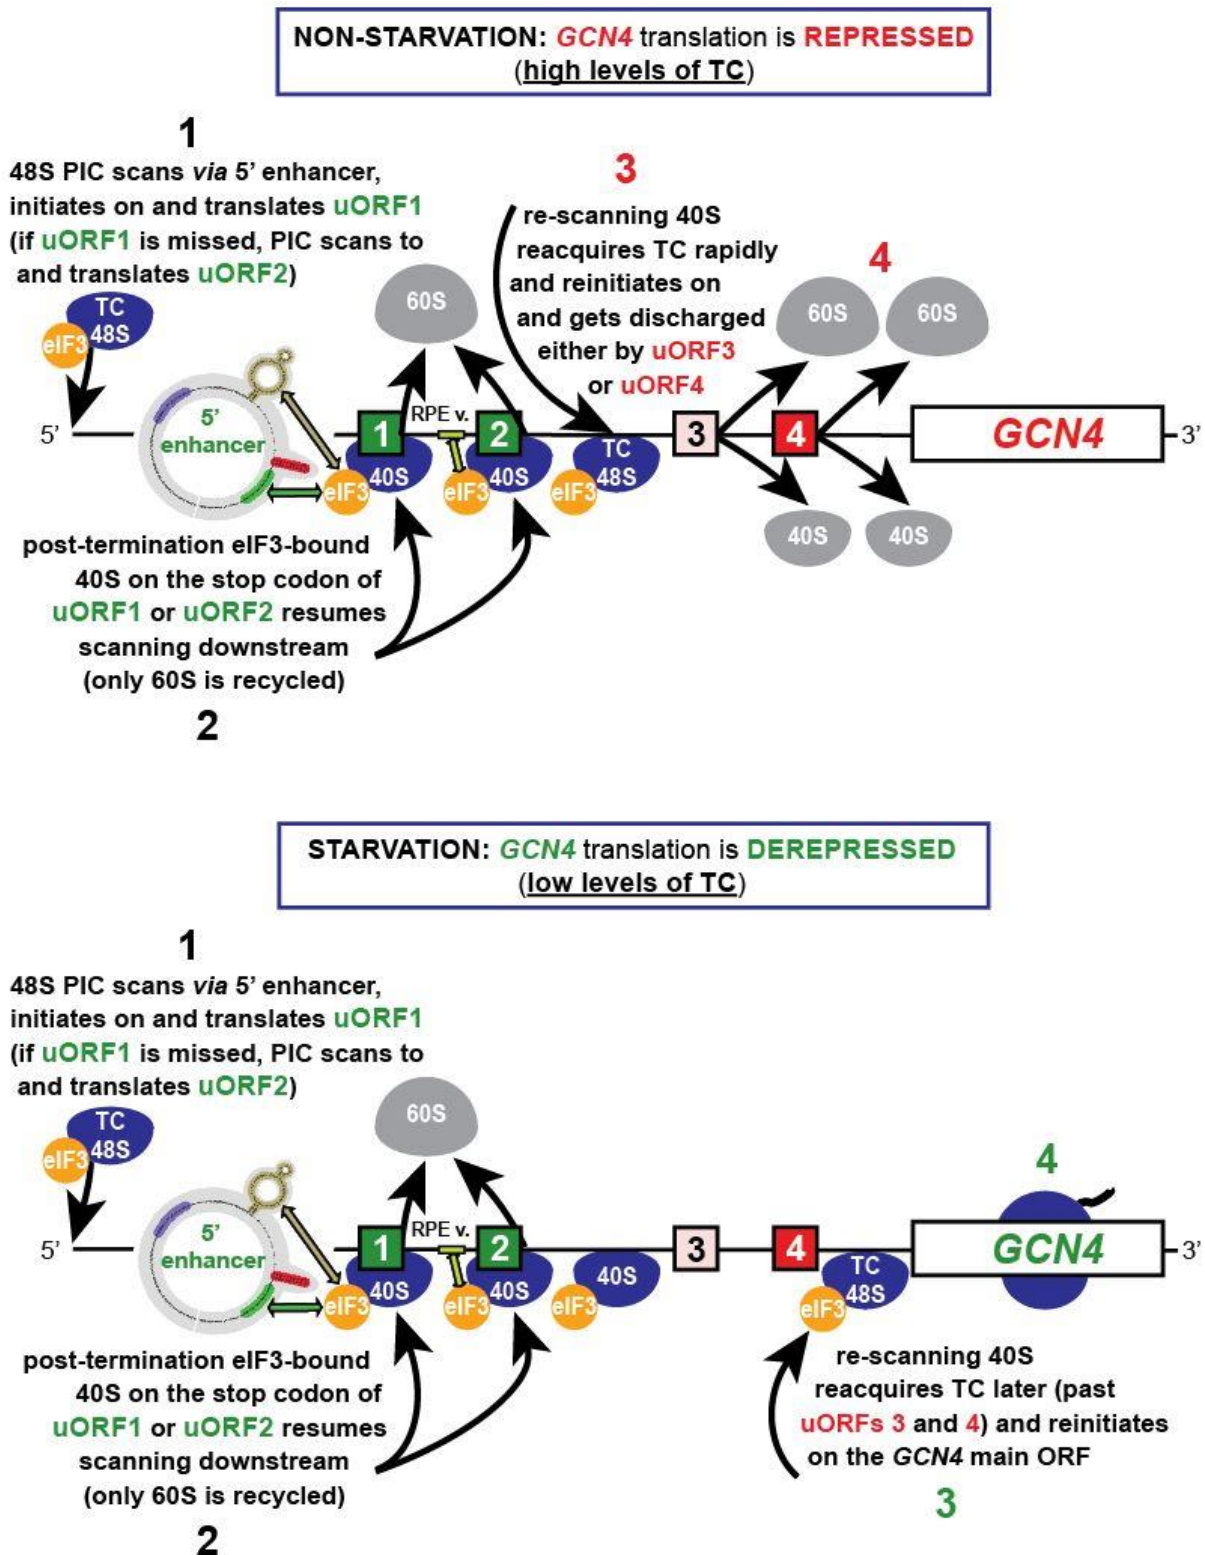 NON-STARVATION: GCN4 translation is REPRESSED
(high levels of TC)
1
48S PIC scans via 5’ enhancer,
initiates on and translates uORF1
(if uORF1 is missed, PIC scans to
and translates uORF2)
3
re-scanning 40S
reacquires TC rapidly
and reinitiates on
and gets discharged
either by uORF3
or uORF4
4
TC
48S
eIF3
60S
60S
60S
5’
5’
enhancer
1
RPE v.
2
3
4
GCN4
3’
eIF3
40S
eIF3
40S
eIF3
TC
48S
40S
40S
post-termination eIF3-bound
40S on the stop codon of
uORF1 or uORF2 resumes
scanning downstream
(only 60S is recycled)
2
STARVATION: GCN4 translation is DEREPRESSED
(low levels of TC)
1
48S PIC scans via 5’ enhancer,
initiates on and translates uORF1
(if uORF1 is missed, PIC scans to
and translates uORF2)
TC
48S
eIF3
60S
4
5’
5’
enhancer
1
RPE v.
2
3
4
GCN4
3’
eIF3
40S
eIF3
40S
eIF3
40S
TC
48S
eIF3
post-termination eIF3-bound
40S on the stop codon of
uORF1 or uORF2 resumes
scanning downstream
(only 60S is recycled)
2
re-scanning 40S
reacquires TC later (past
uORFs 3 and 4) and reinitiates
on the GCN4 main ORF
3